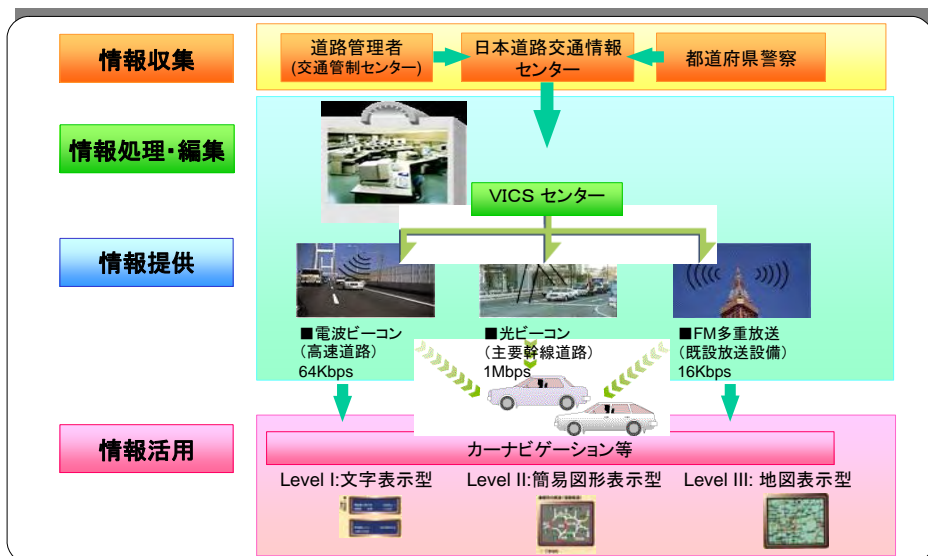 情報収集
道路管理者
(交通管制センター)
日本道路交通情報
センター
都道府県警察
情報処理・編集
VICS センター
情報提供
■電波ビーコン
(高速道路)
64Kbps
■光ビーコン
(主要幹線道路)
1Mbps
■FM多重放送
(既設放送設備)
16Kbps
情報活用
カーナビゲーション等
Level I:文字表示型
Level II:簡易図形表示型
Level III: 地図表示型